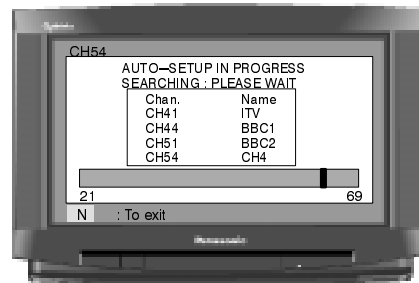 CH54
AUTO—SETUP IN PROGRESS
SEARCHING : PLEASE WAIT
Chan. Name
CH41 ITV
CH44 BBC1
CH51 BBC2
CH54 CH4
21 69
N : To exit
Panasonic